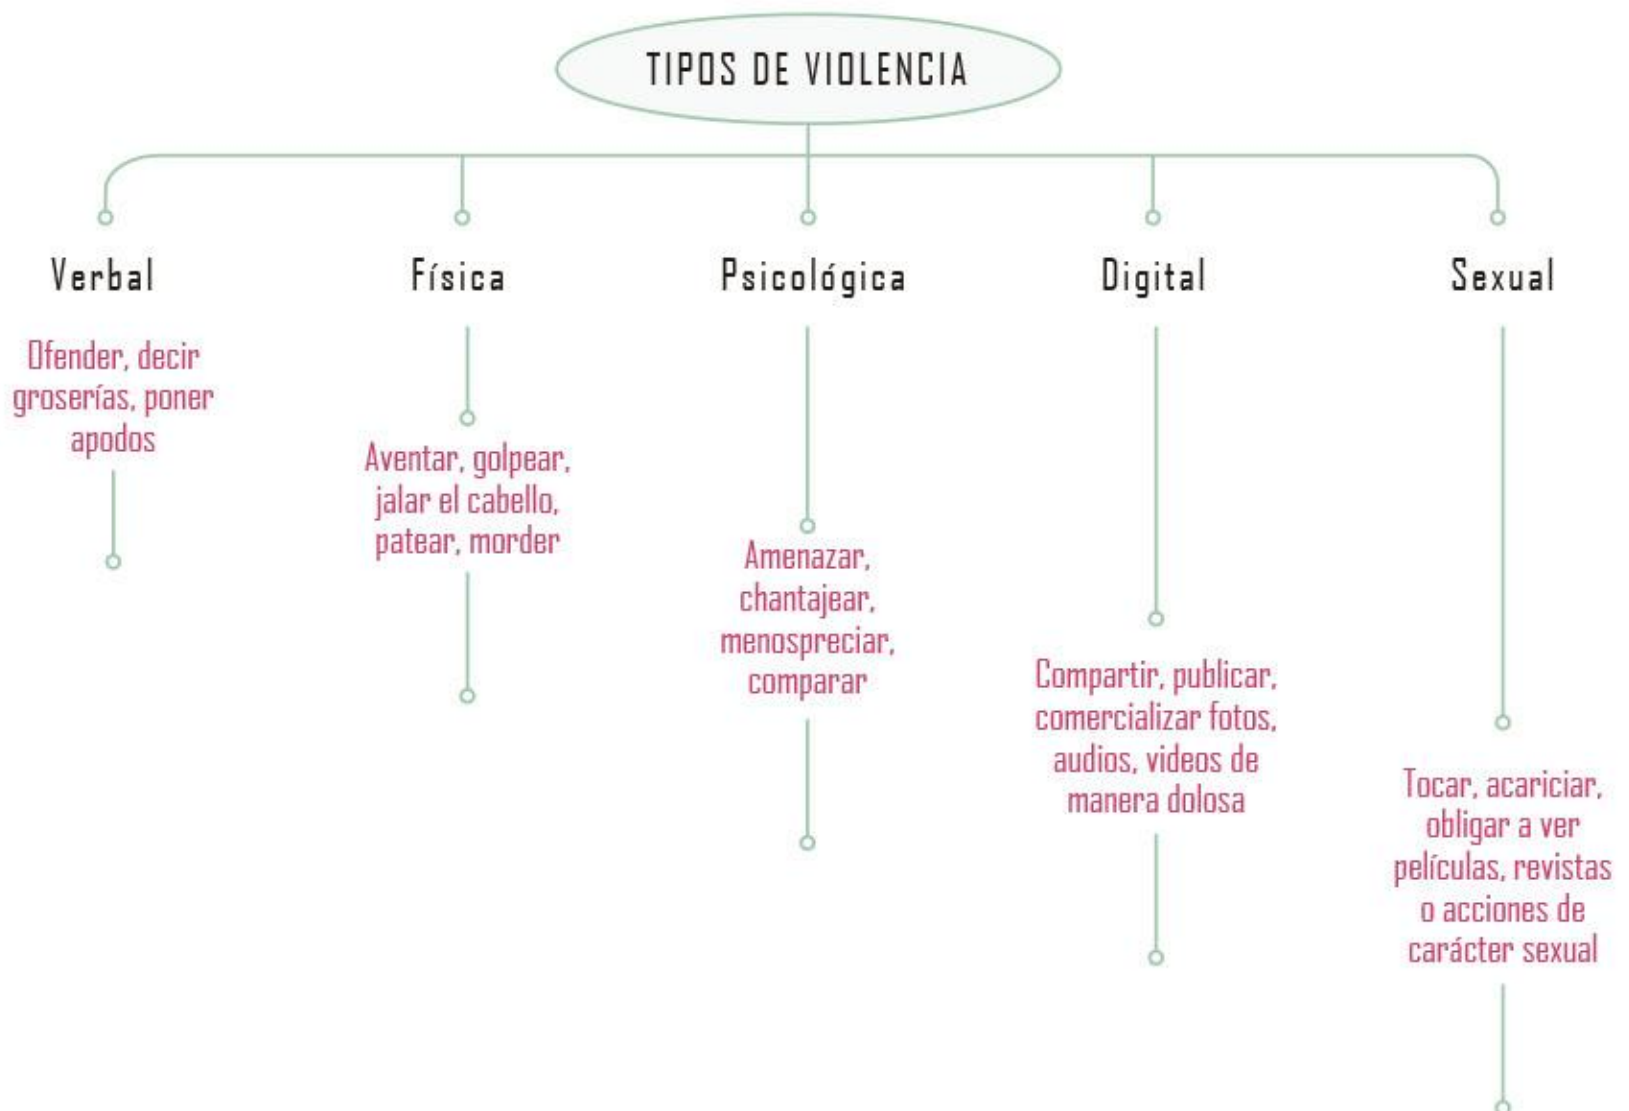 TIPOS DE VIOLENCIA
Verbal
Ofender, decir
groserías, poner
apodos
Física
Aventar, golpear,
jalar el cabello,
patear, morder
Psicológica
Amenazar,
chantajear,
menospreciar,
comparar
Digital
Compartir, publicar,
comercializar fotos,
audios, videos de
manera dolosa
Sexual
Tocar, acariciar,
obligar a ver
películas, revistas
o acciones de
carácter sexual